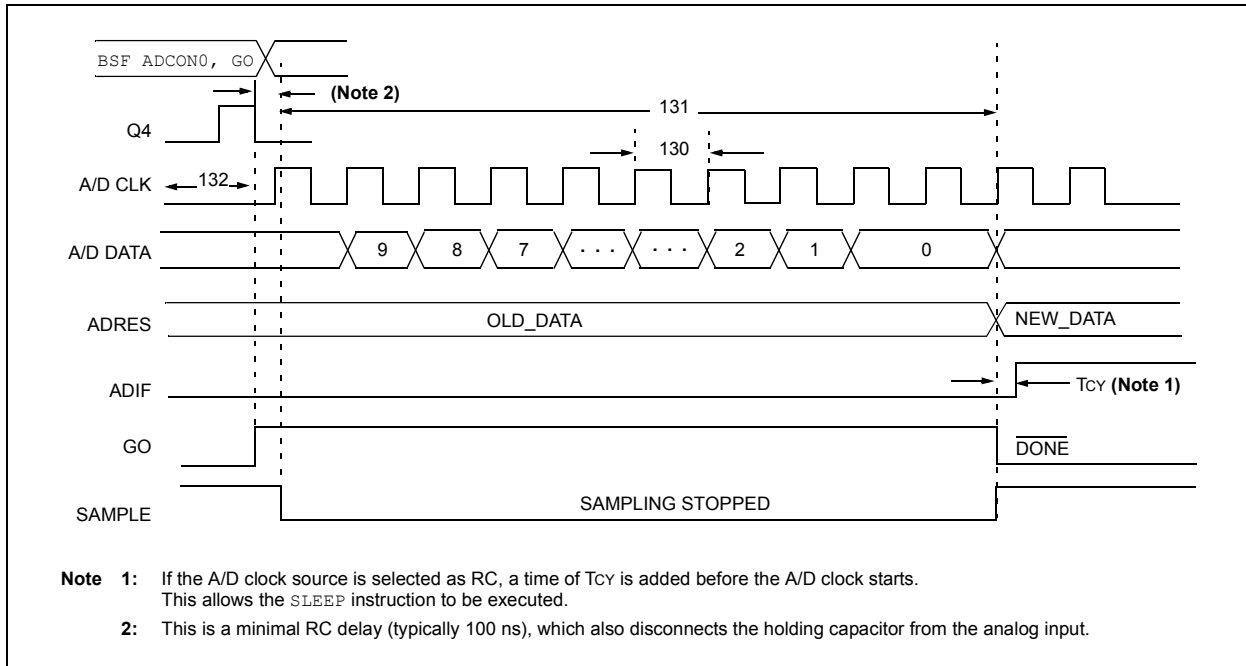 BSF ADCON0, GO
(Note 2)
131
Q4
130
A/D CLK
132
A/D DATA
9 8 7 . . . . . . 2 1 0
ADRES
OLD_DATA
NEW_DATA
ADIF
TCY (Note 1)
GO
DONE
SAMPLE
SAMPLING STOPPED
Note 1: If the A/D clock source is selected as RC, a time of TCY is added before the A/D clock starts.
This allows the SLEEP instruction to be executed.
2: This is a minimal RC delay (typically 100 ns), which also disconnects the holding capacitor from the analog input.